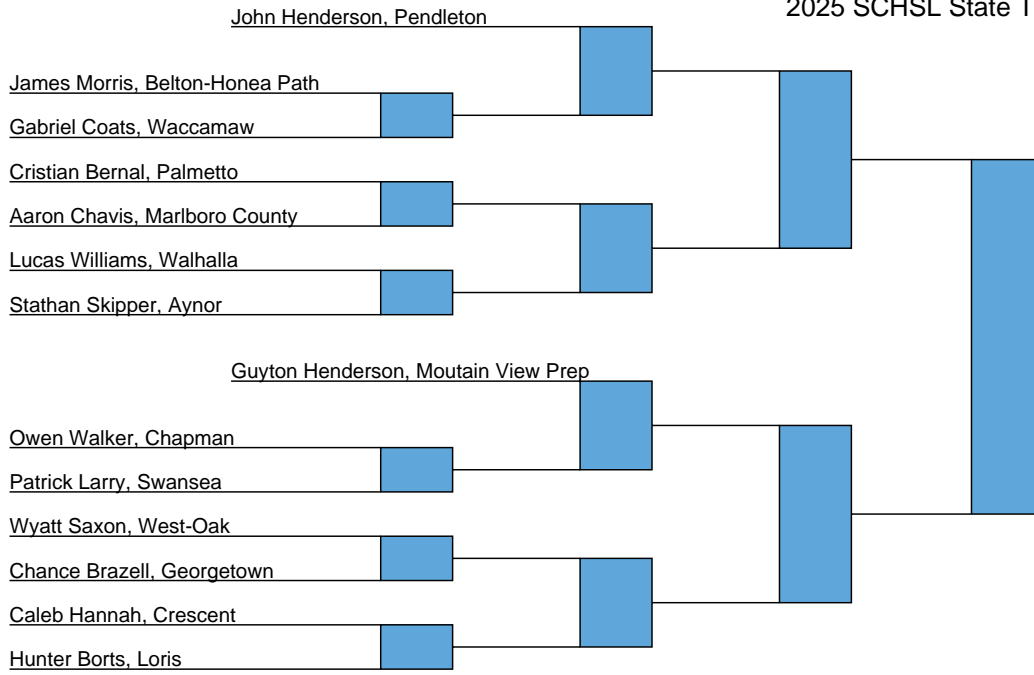 2025 SCHSL State T
John Henderson, Pendleton
James Morris, Belton-Honea Path
Gabriel Coats, Waccamaw
Cristian Bernal, Palmetto
Aaron Chavis, Marlboro County
Lucas Williams, Walhalla
Stathan Skipper, Aynor
Guyton Henderson, Moutain View Prep
Owen Walker, Chapman
Patrick Larry, Swansea
Wyatt Saxon, West-Oak
Chance Brazell, Georgetown
Caleb Hannah, Crescent
Hunter Borts, Loris